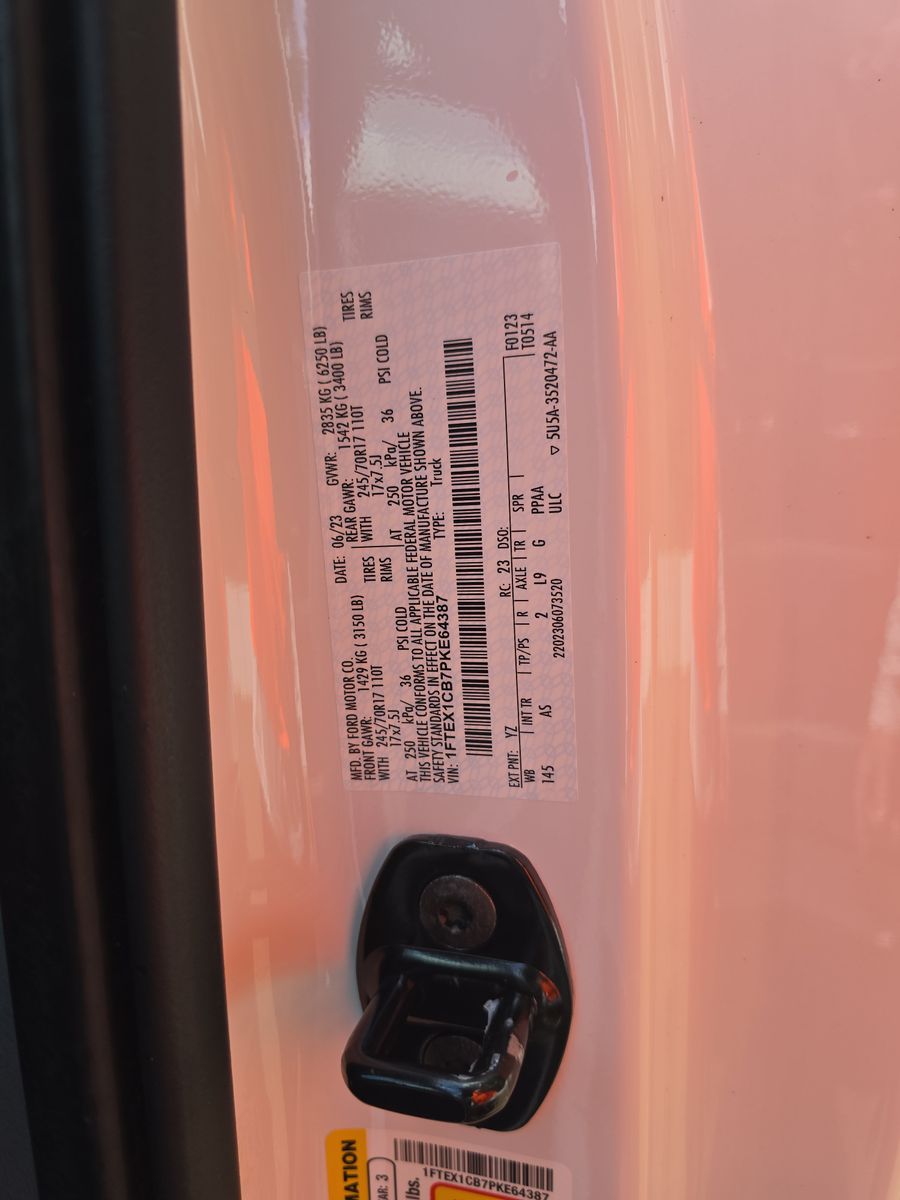 MFD. BY FORD MOTOR CO.
DATE: 06/23 GVWR: 2835 KG ( 6250 LB)
FRONT GAWR: 1429 KG ( 3150 LB) REAR GAWR: 1542 KG ( 3400 LB)
WITH 245/70R17 110T TIRES WITH 245/70R17 110T TIRES
17x7.5J RIMS 17x7.5J RIMS
AT 250 kPa/ 36 PSI COLD AT 250 kPa/ 36 PSI COLD
THIS VEHICLE CONFORMS TO ALL APPLICABLE FEDERAL MOTOR VEHICLE
SAFETY STANDARDS IN EFFECT ON THE DATE OF MANUFACTURE SHOWN ABOVE.
VIN: 1FTEX1CB7PKE64387 TYPE: Truck
EXT PNT: YZ RC: 23 DSO: F0123
WB INT TR TP/PS R AXLE TR SPR T0514
145 AS 2 L9 G PPAA
2202306073520 ULC ▽ 5U5A-3520472-AA
MATION
AR: 3
lbs.
1FTEX1CB7PKE64387